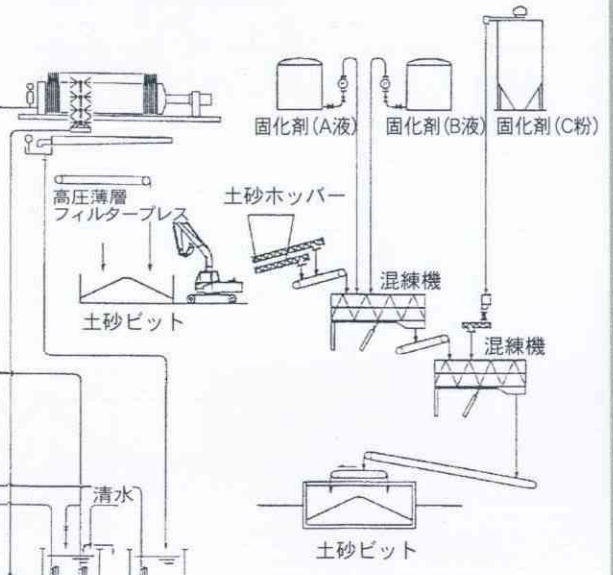 固化剤(A液)
固化剤(B液)
固化剤(C粉)
高圧薄層
フィルタープレス
土砂ホッパー
土砂ピット
混練機
混練機
清水
土砂ピット